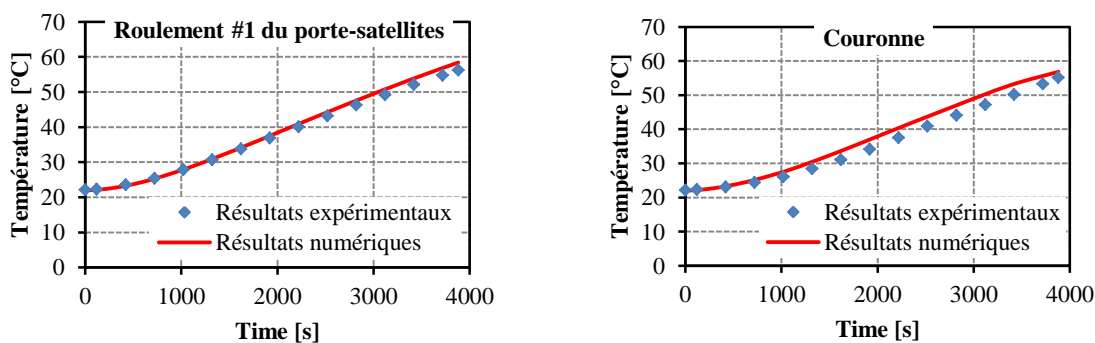 Roulement #1 du porte-satellites
Température [°C]
70
60
50
40
30
20
10
0
Résultats expérimentaux
Résultats numériques
0
1000
2000
3000
4000
Time [s]
Couronne
Température [°C]
70
60
50
40
30
20
10
0
Résultats expérimentaux
Résultats numériques
0
1000
2000
3000
4000
Time [s]